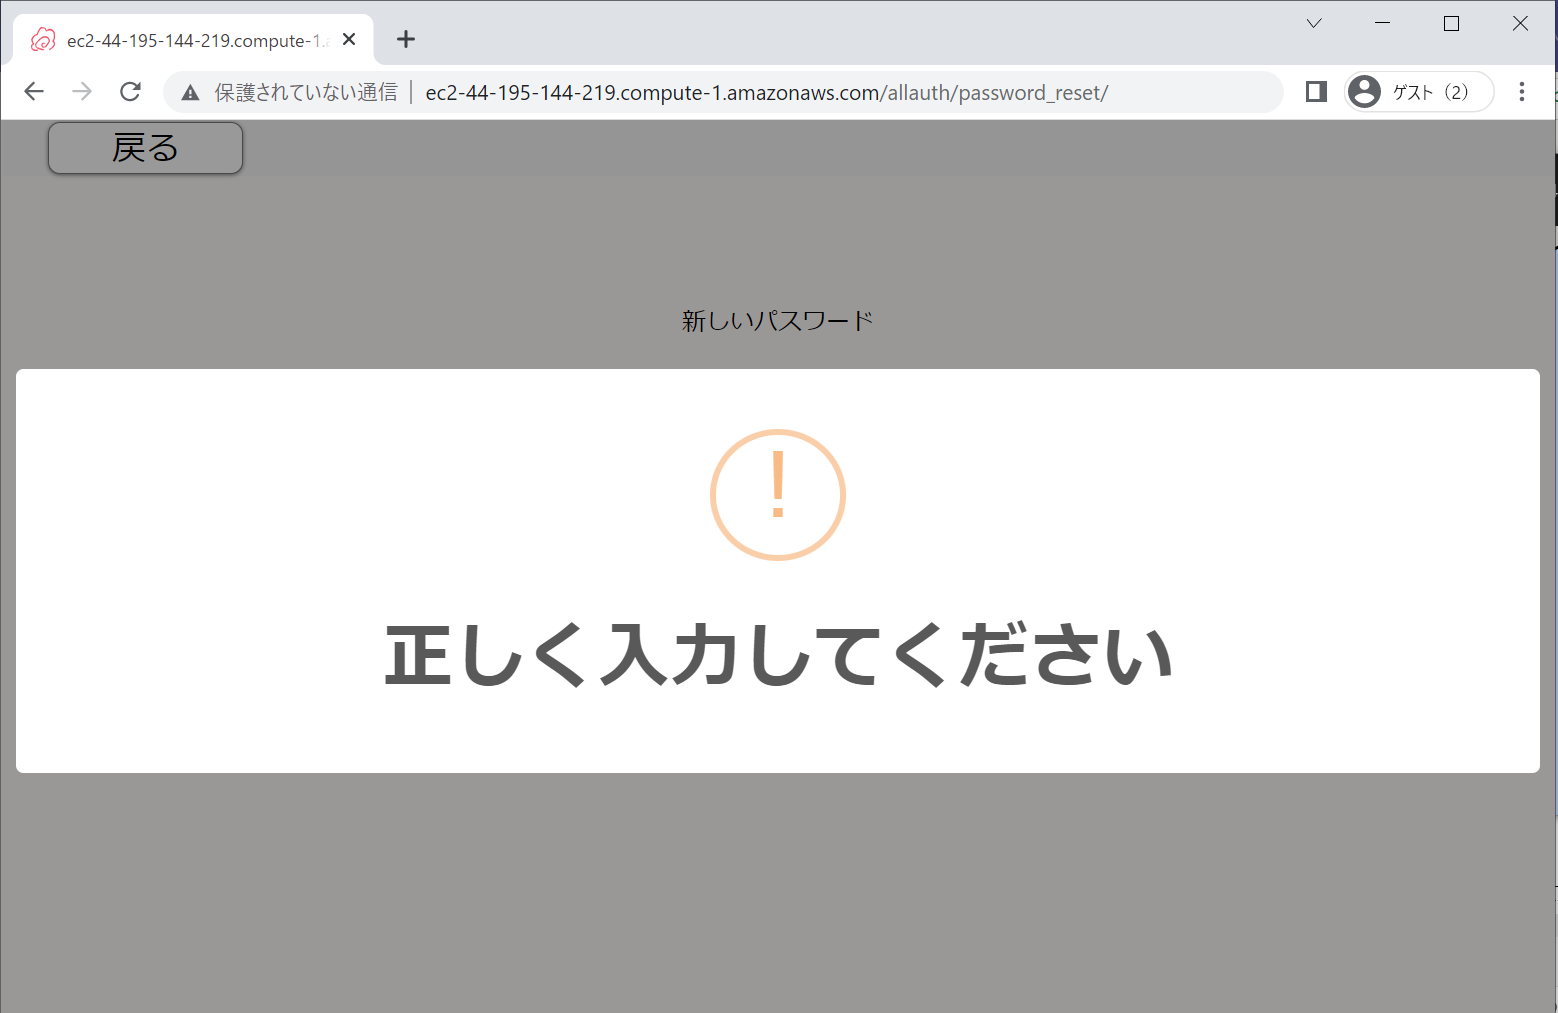 ec2-44-195-144-219.compute-1.
保護されていない通信 | ec2-44-195-144-219.compute-1.amazonaws.com/allauth/password_reset/
ゲスト (2)
戻る
新しいパスワード
!
正しく入力してください